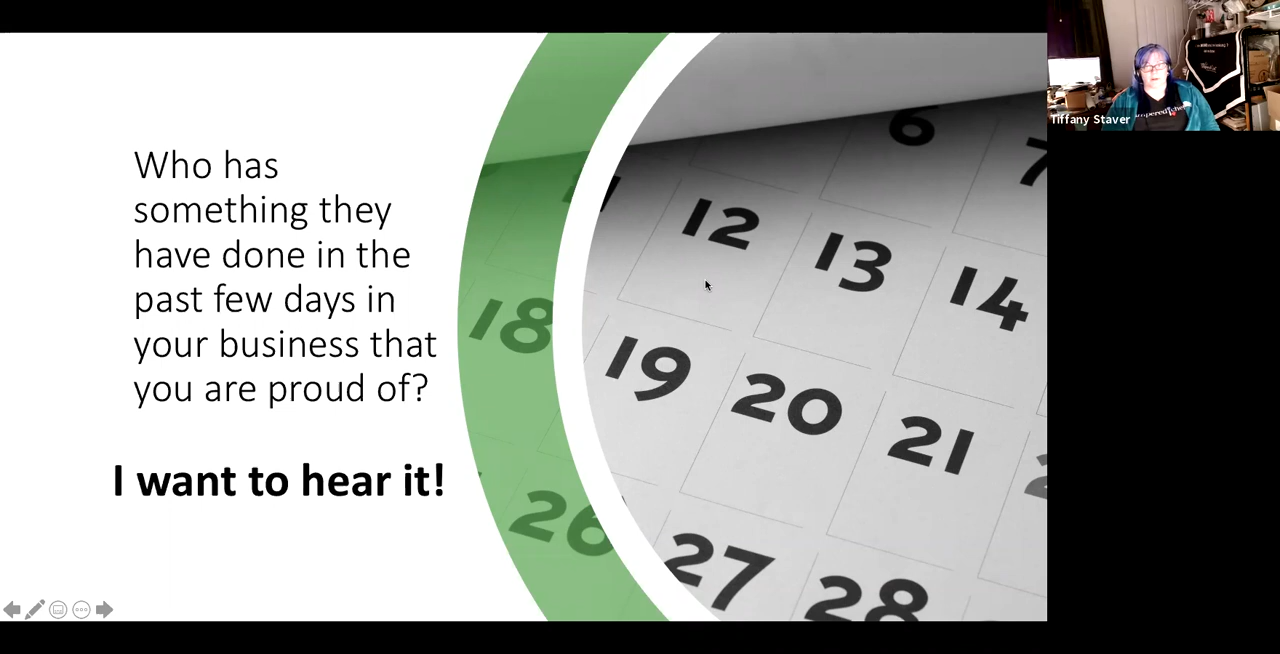 Who has
something they
have done in the
past few days in
your business that
you are proud of?
I want to hear it!
6
7
12
13
14
18
19
20
21
26
27
28
Tiffany Staver